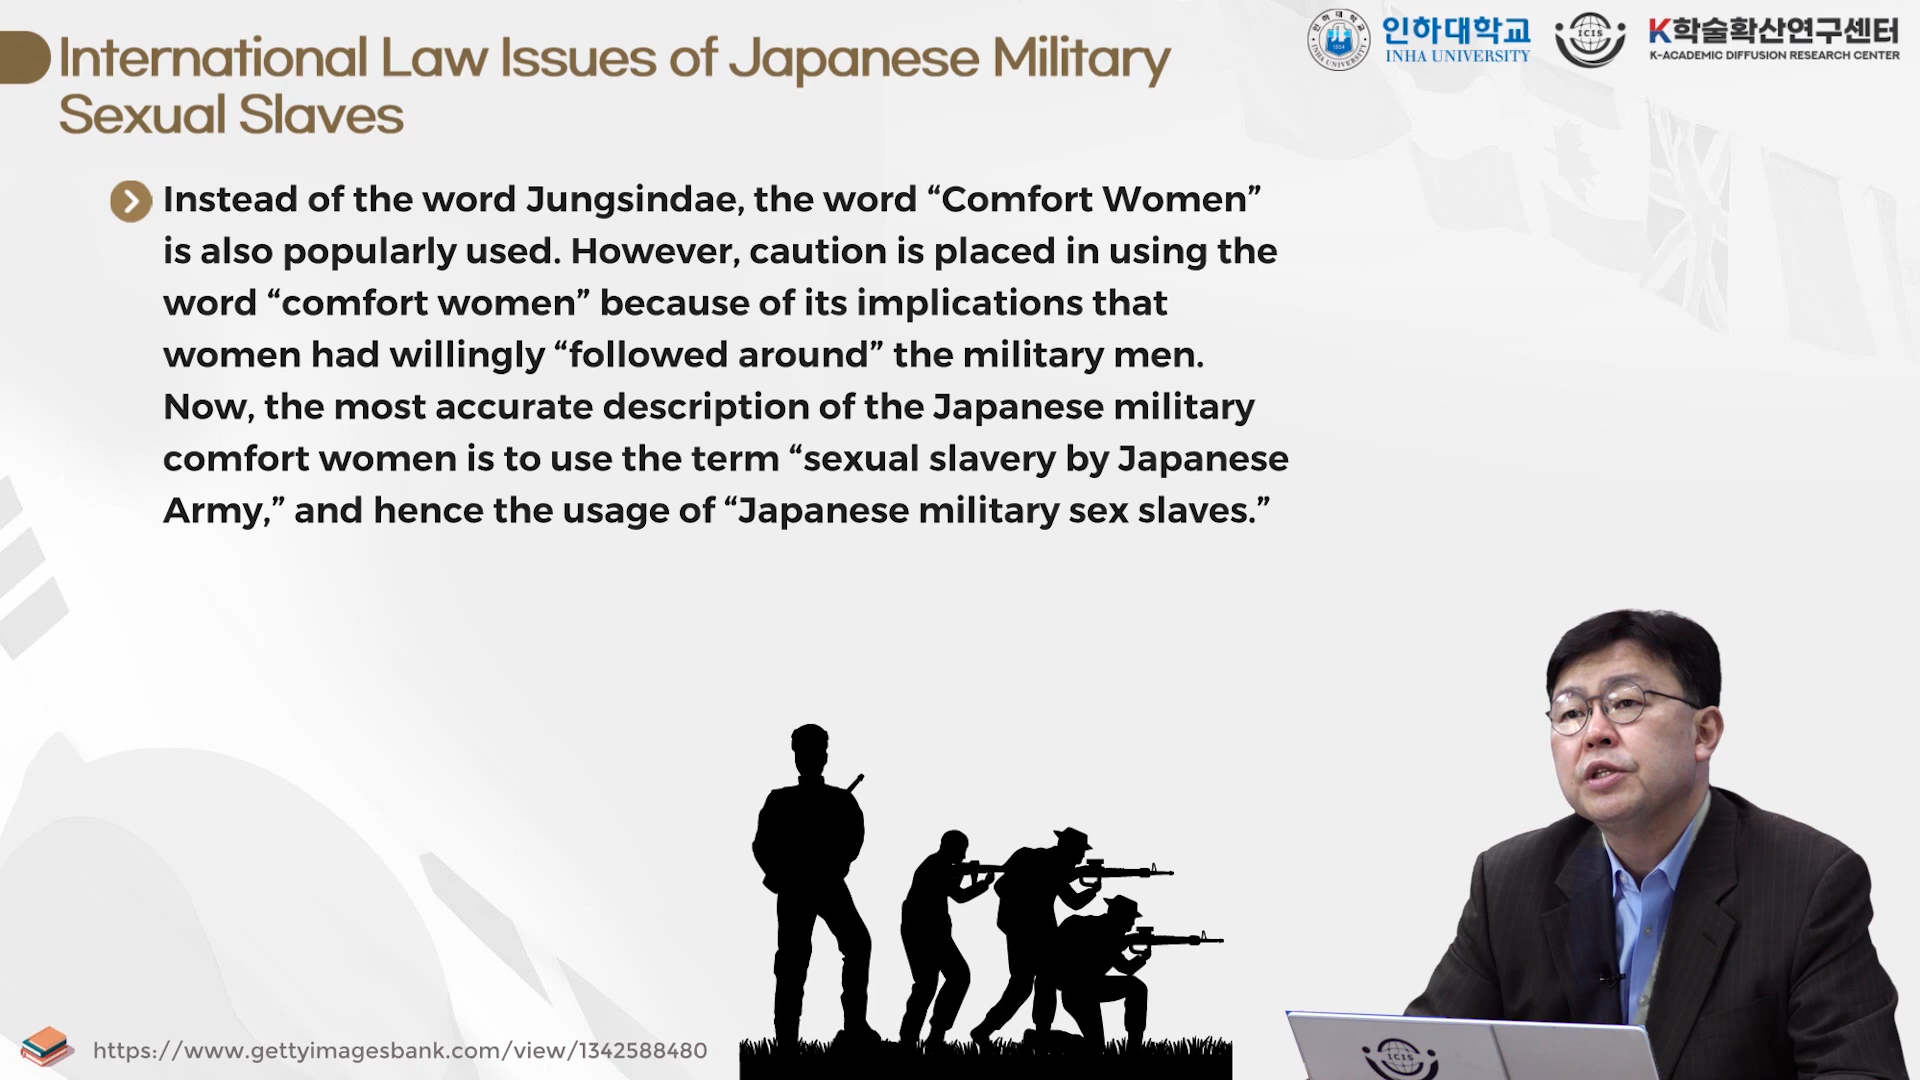 International Law Issues of Japanese Military
Sexual Slaves
인하대학교
INHA UNIVERSITY
ICIS
K학술확산연구센터
K-ACADEMIC DIFFUSION RESEARCH CENTER
Instead of the word Jungsindae, the word “Comfort Women”
is also popularly used. However, caution is placed in using the
word “comfort women” because of its implications that
women had willingly “followed around” the military men.
Now, the most accurate description of the Japanese military
comfort women is to use the term “sexual slavery by Japanese
Army,” and hence the usage of “Japanese military sex slaves.”
https://www.gettyimagesbank.com/view/1342588480
ICIS